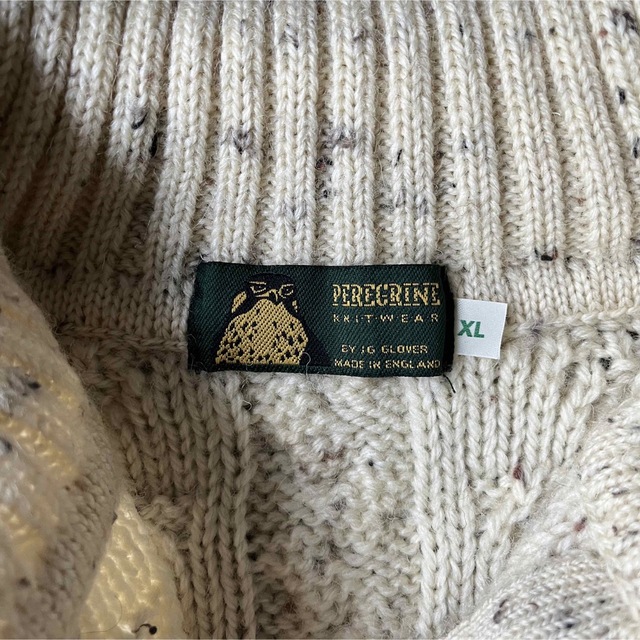 PEREGRINE
KNITWEAR
BY JG GLOVER
MADE IN ENGLAND
XL